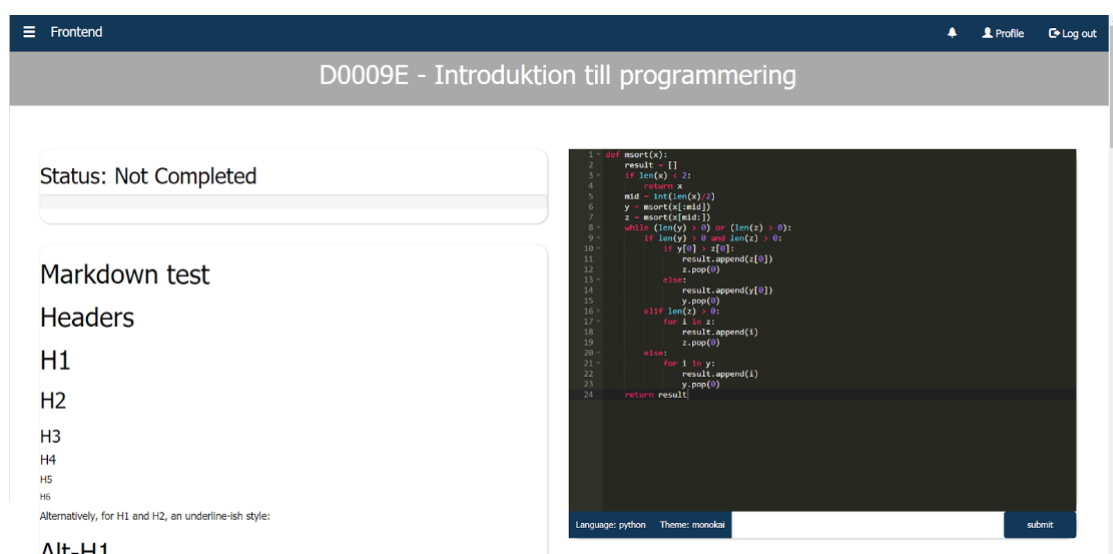 Frontend
Profile
Log out
D0009E - Introduktion till programmering
Status: Not Completed
Markdown test
Headers
H1
H2
H3
H4
H5
H6
Alternatively, for H1 and H2, an underline-ish style:
Alt-H1
1 def msort(x):
2     result = []
3     if len(x) < 2:
4         return x
5     mid = int(len(x)/2)
6     y = msort(x[:mid])
7     z = msort(x[mid:])
8     while (len(y) > 0) or (len(z) > 0):
9         if len(y) > 0 and len(z) > 0:
10             if y[0] > z[0]:
11                 result.append(z[0])
12                 z.pop(0)
13             else:
14                 result.append(y[0])
15                 y.pop(0)
16         elif len(z) > 0:
17             for i in z:
18                 result.append(i)
19                 z.pop(0)
20         else:
21             for i in y:
22                 result.append(i)
23                 y.pop(0)
24     return result
Language: python Theme: monokai
submit